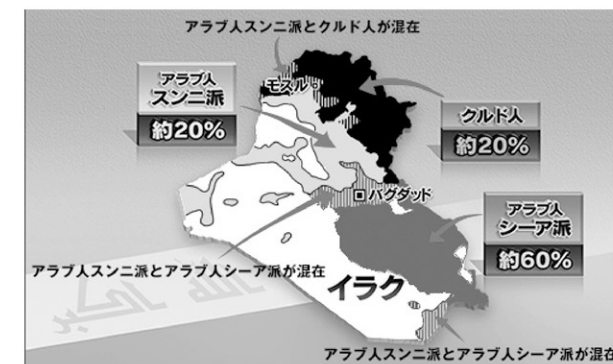 アラブ人スンニ派とクルド人が混在
アラブ人
スンニ派
約20%
モスル
クルド人
約20%
バグダッド
アラブ人
シーア派
約60%
アラブ人スンニ派とアラブ人シーア派が混在
イラク
الله اكبر
アラブ人スンニ派とアラブ人シーア派が混在